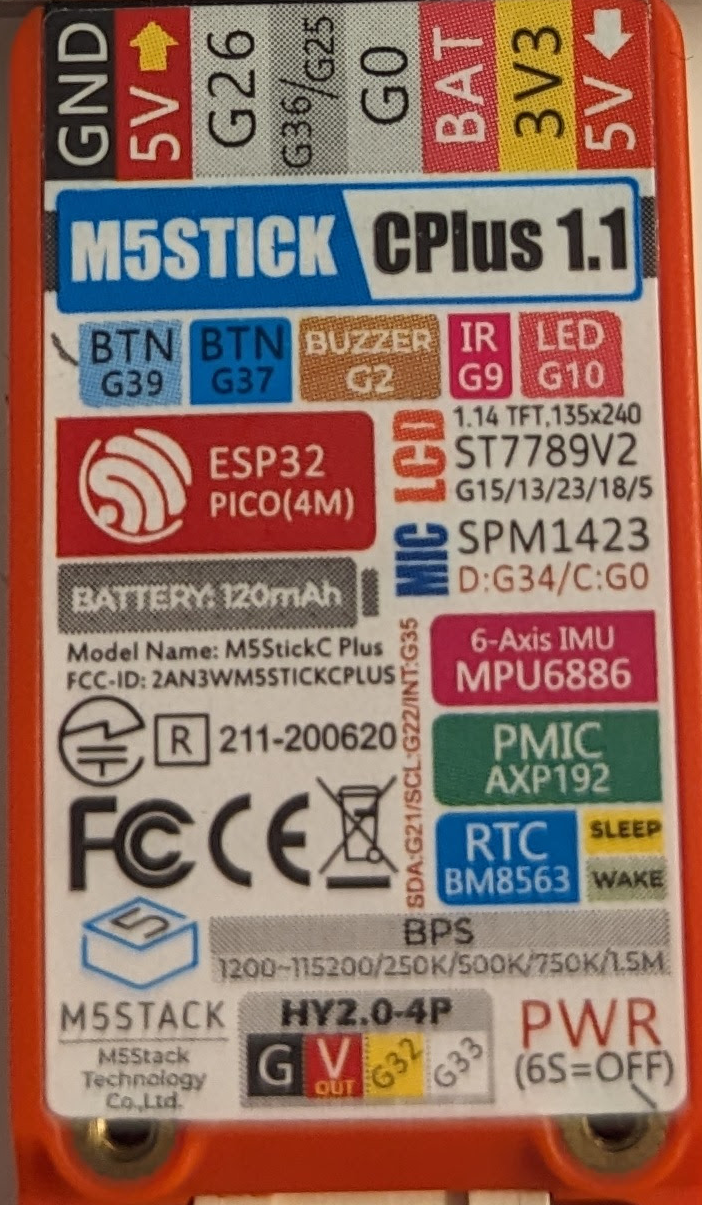 GND 5V G26 G36/G25 G0 BAT 3V3 5V
M5STICK CPlus 1.1
BTN G39
BTN G37
BUZZER G2
IR G9
LED G10
ESP32
PICO(4M)
LCD
1.14 TFT,135x240
ST7789V2
G15/13/23/18/5
MIC
SPM1423
D:G34/C:G0
BATTERY: 120mAh
Model Name: M5StickC Plus
FCC-ID: 2AN3WM5STICKCPLUS
R 211-200620
FC CE
SDA:G21/SCL:G22/INT:G35
6-Axis IMU
MPU6886
PMIC
AXP192
RTC
BM8563
SLEEP
WAKE
5
M5STACK
M5Stack
Technology
Co.,Ltd.
BPS
1200~115200/250K/500K/750K/1.5M
HY2.0-4P
G V OUT G32 G33
PWR
(6S=OFF)